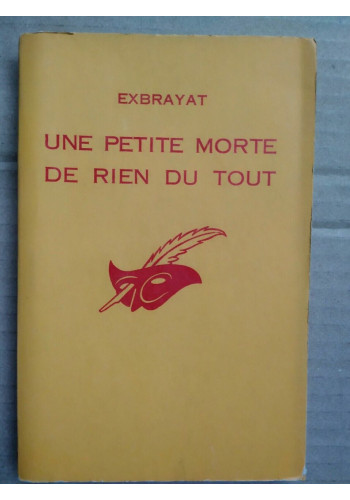 EXBRAYAT
UNE PETITE MORTE
DE RIEN DU TOUT